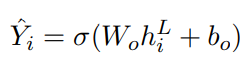 Ŷ_i = σ(W_o h_i^L + b_o)